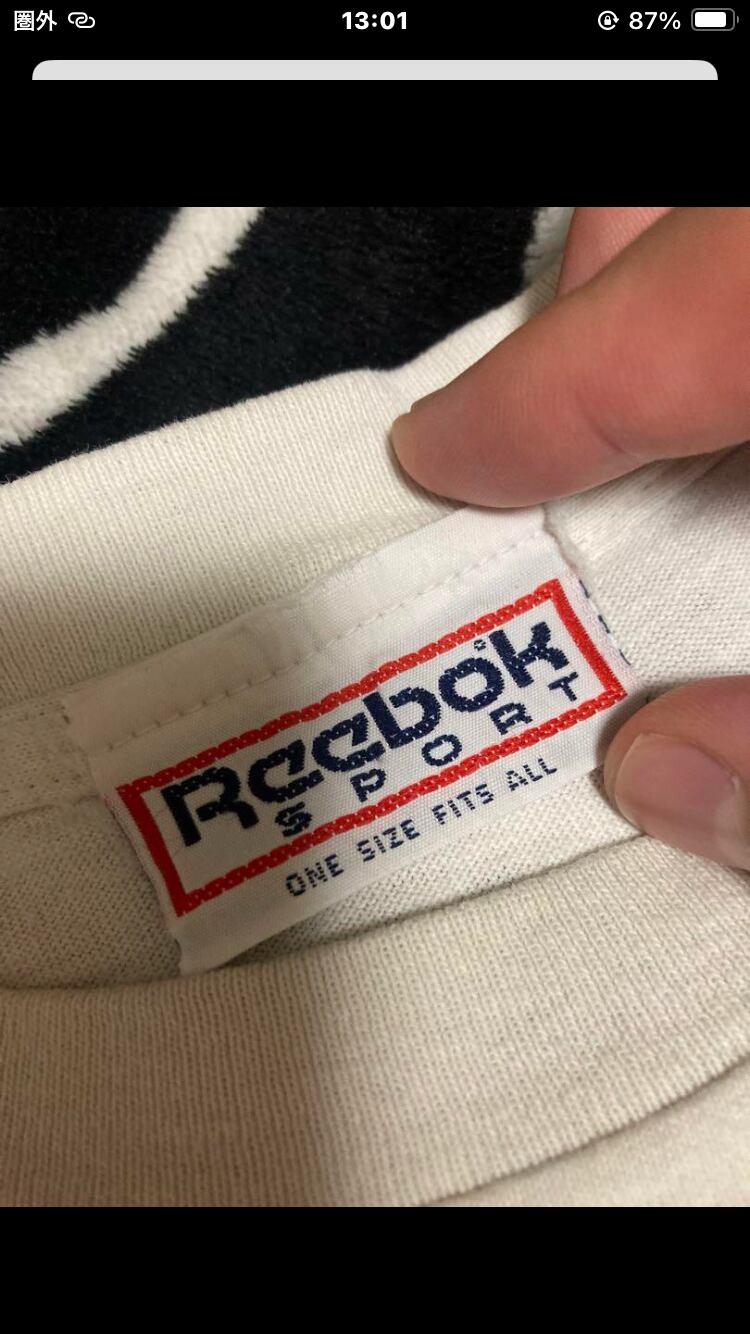 圏外 13:01 87%
Reebok
SPORT
ONE SIZE FITS ALL